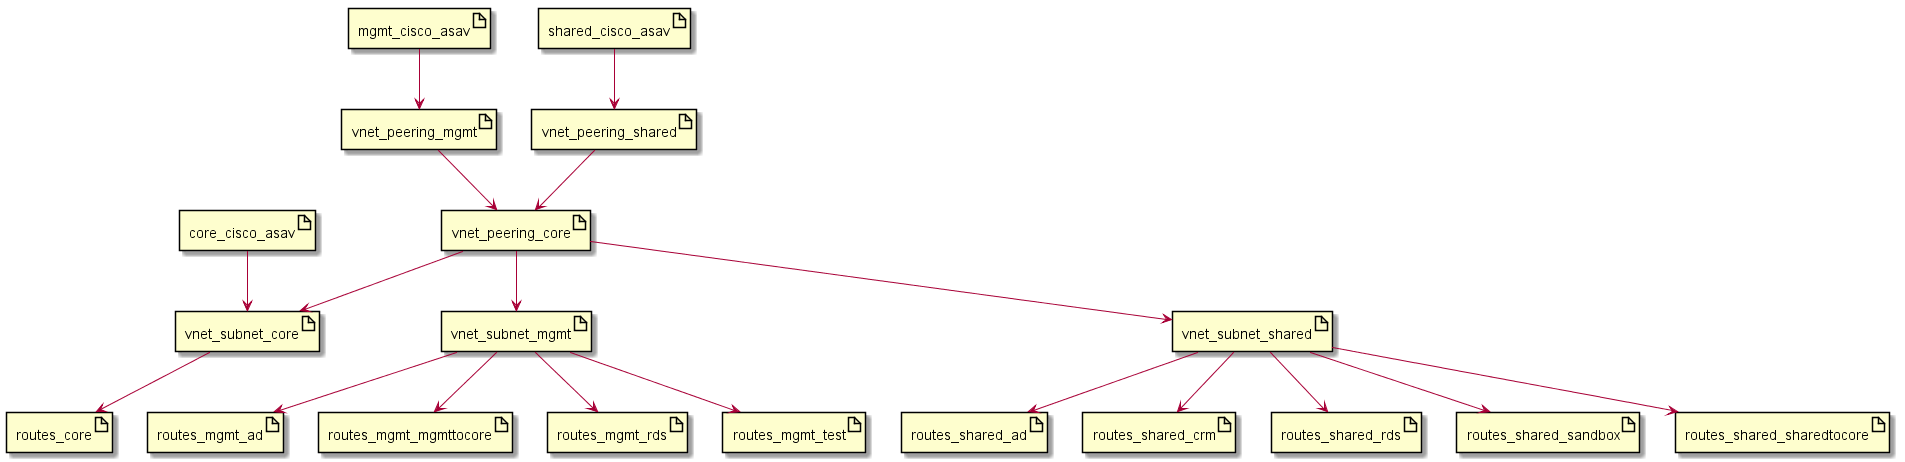 mgmt_cisco_asav
shared_cisco_asav
vnet_peering_mgmt
vnet_peering_shared
core_cisco_asav
vnet_peering_core
vnet_subnet_core
vnet_subnet_mgmt
vnet_subnet_shared
routes_core
routes_mgmt_ad
routes_mgmt_mgmttocore
routes_mgmt_rds
routes_mgmt_test
routes_shared_ad
routes_shared_crm
routes_shared_rds
routes_shared_sandbox
routes_shared_sharedtocore